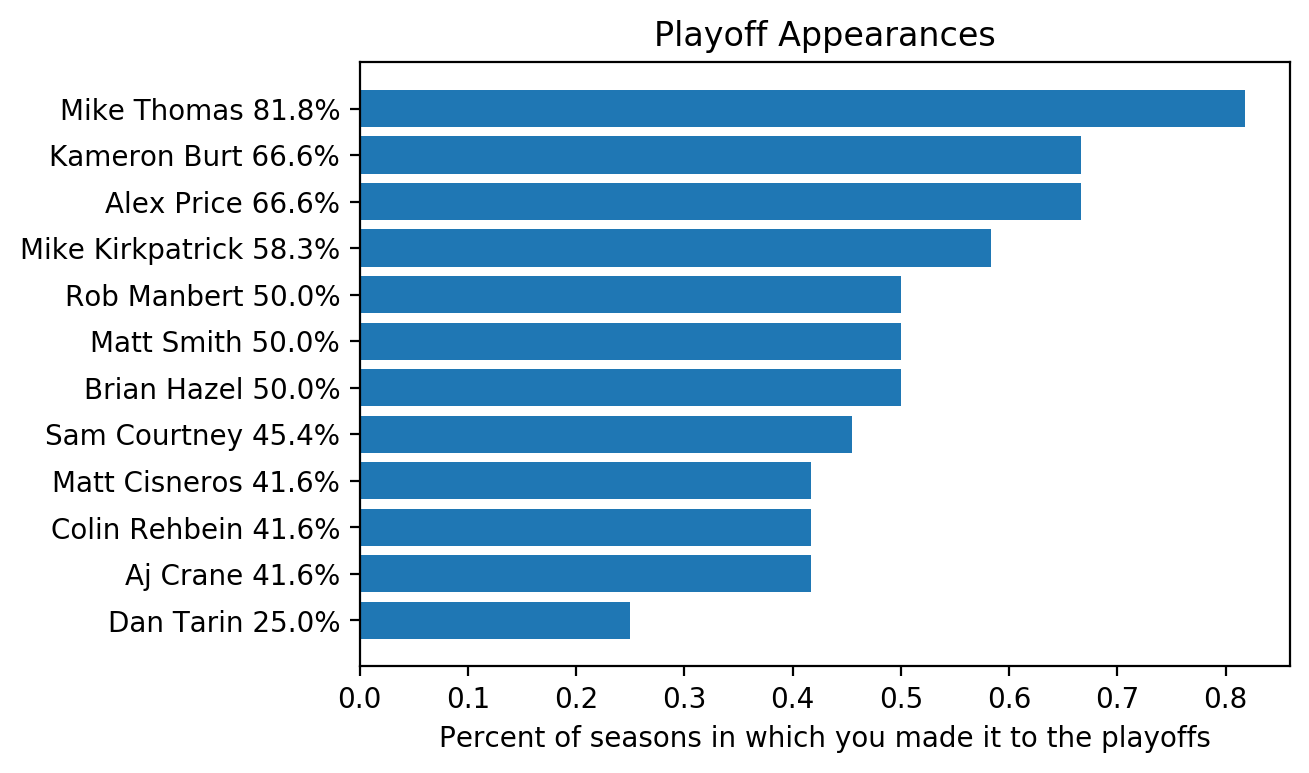 Playoff Appearances
Mike Thomas 81.8%
Kameron Burt 66.6%
Alex Price 66.6%
Mike Kirkpatrick 58.3%
Rob Manbert 50.0%
Matt Smith 50.0%
Brian Hazel 50.0%
Sam Courtney 45.4%
Matt Cisneros 41.6%
Colin Rehbein 41.6%
Aj Crane 41.6%
Dan Tarin 25.0%
0.0 0.1 0.2 0.3 0.4 0.5 0.6 0.7 0.8
Percent of seasons in which you made it to the playoffs